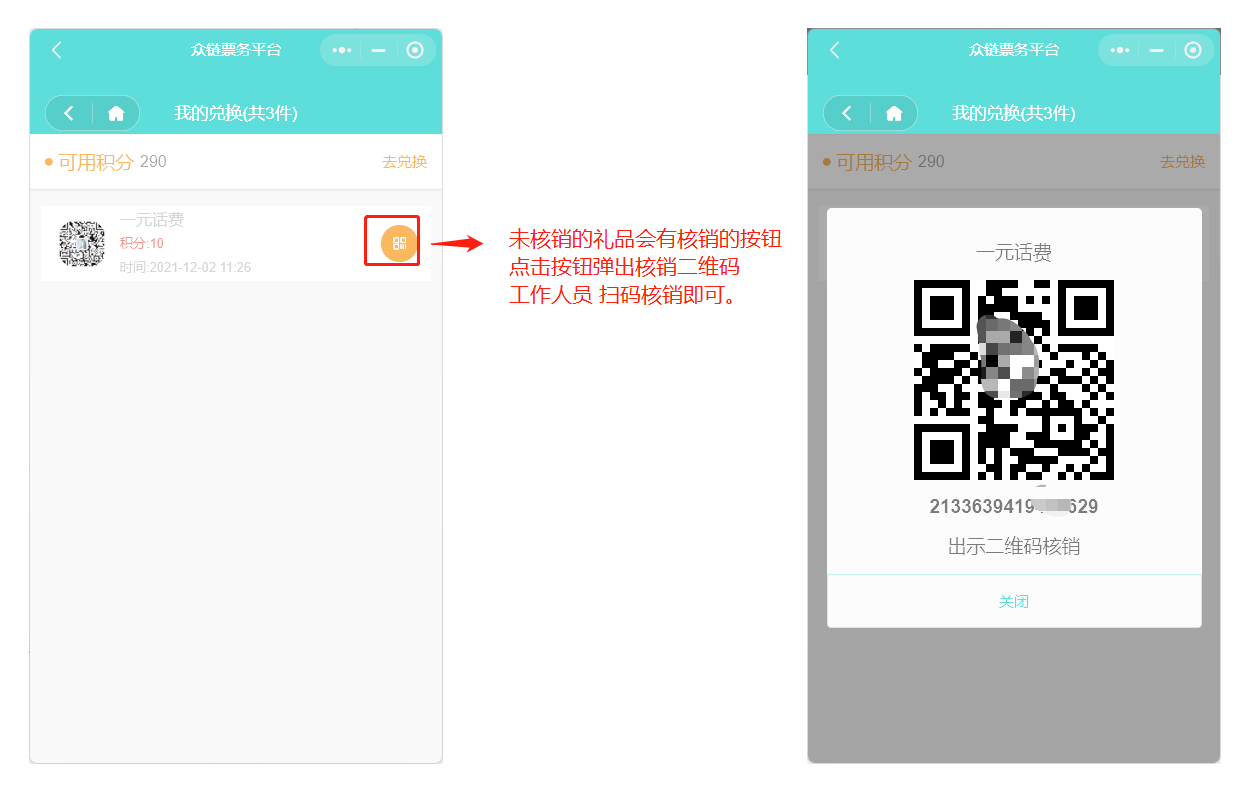 众链票务平台
我的兑换(共3件)
可用积分 290
去兑换
一元话费
积分:10
时间:2021-12-02 11:26
未核销的礼品会有核销的按钮
点击按钮弹出核销二维码
工作人员 扫码核销即可。
众链票务平台
我的兑换(共3件)
可用积分 290
去兑换
一元话费
2133639419 629
出示二维码核销
关闭